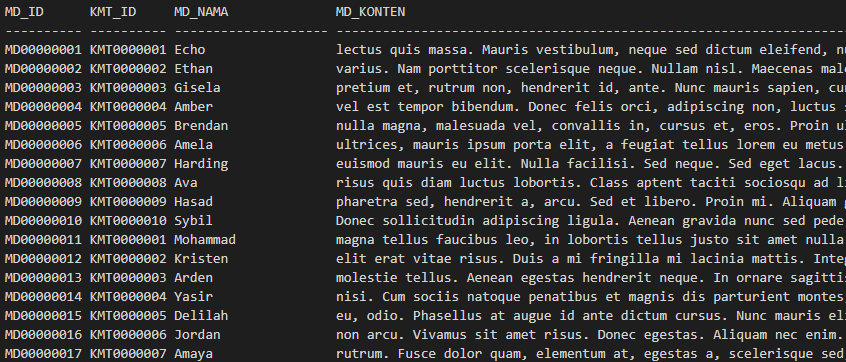 MD_ID KMT_ID MD_NAMA MD_KONTEN
---------- ---------- -------------------- ----------------------------------------------------------------
MD00000001 KMT0000001 Echo lectus quis massa. Mauris vestibulum, neque sed dictum eleifend,
MD00000002 KMT0000002 Ethan varius. Nam porttitor scelerisque neque. Nullam nisl. Maecenas
MD00000003 KMT0000003 Gisela pretium et, rutrum non, hendrerit id, ante. Nunc mauris sapien,
MD00000004 KMT0000004 Amber vel est tempor bibendum. Donec felis orci, adipiscing non, luctus
MD00000005 KMT0000005 Brendan nulla magna, malesuada vel, convallis in, cursus et, eros. Proin
MD00000006 KMT0000006 Amela ultrices, mauris ipsum porta elit, a feugiat tellus lorem eu metus
MD00000007 KMT0000007 Harding euismod mauris eu elit. Nulla facilisi. Sed neque. Sed eget lacus.
MD00000008 KMT0000008 Ava risus quis diam luctus lobortis. Class aptent taciti sociosqu ad
MD00000009 KMT0000009 Hasad pharetra sed, hendrerit a, arcu. Sed et libero. Proin mi. Aliquam
MD00000010 KMT0000010 Sybil Donec sollicitudin adipiscing ligula. Aenean gravida nunc sed pede
MD00000011 KMT0000001 Mohammad magna tellus faucibus leo, in lobortis tellus justo sit amet nulla
MD00000012 KMT0000002 Kristen elit erat vitae risus. Duis a mi fringilla mi lacinia mattis.
MD00000013 KMT0000003 Arden molestie tellus. Aenean egestas hendrerit neque. In ornare sagittis
MD00000014 KMT0000004 Yasir nisi. Cum sociis natoque penatibus et magnis dis parturient montes,
MD00000015 KMT0000005 Delilah eu, odio. Phasellus at augue id ante dictum cursus. Nunc mauris
MD00000016 KMT0000006 Jordan non arcu. Vivamus sit amet risus. Donec egestas. Aliquam nec enim.
MD00000017 KMT0000007 Amaya rutrum. Fusce dolor quam, elementum at, egestas a, scelerisque sed